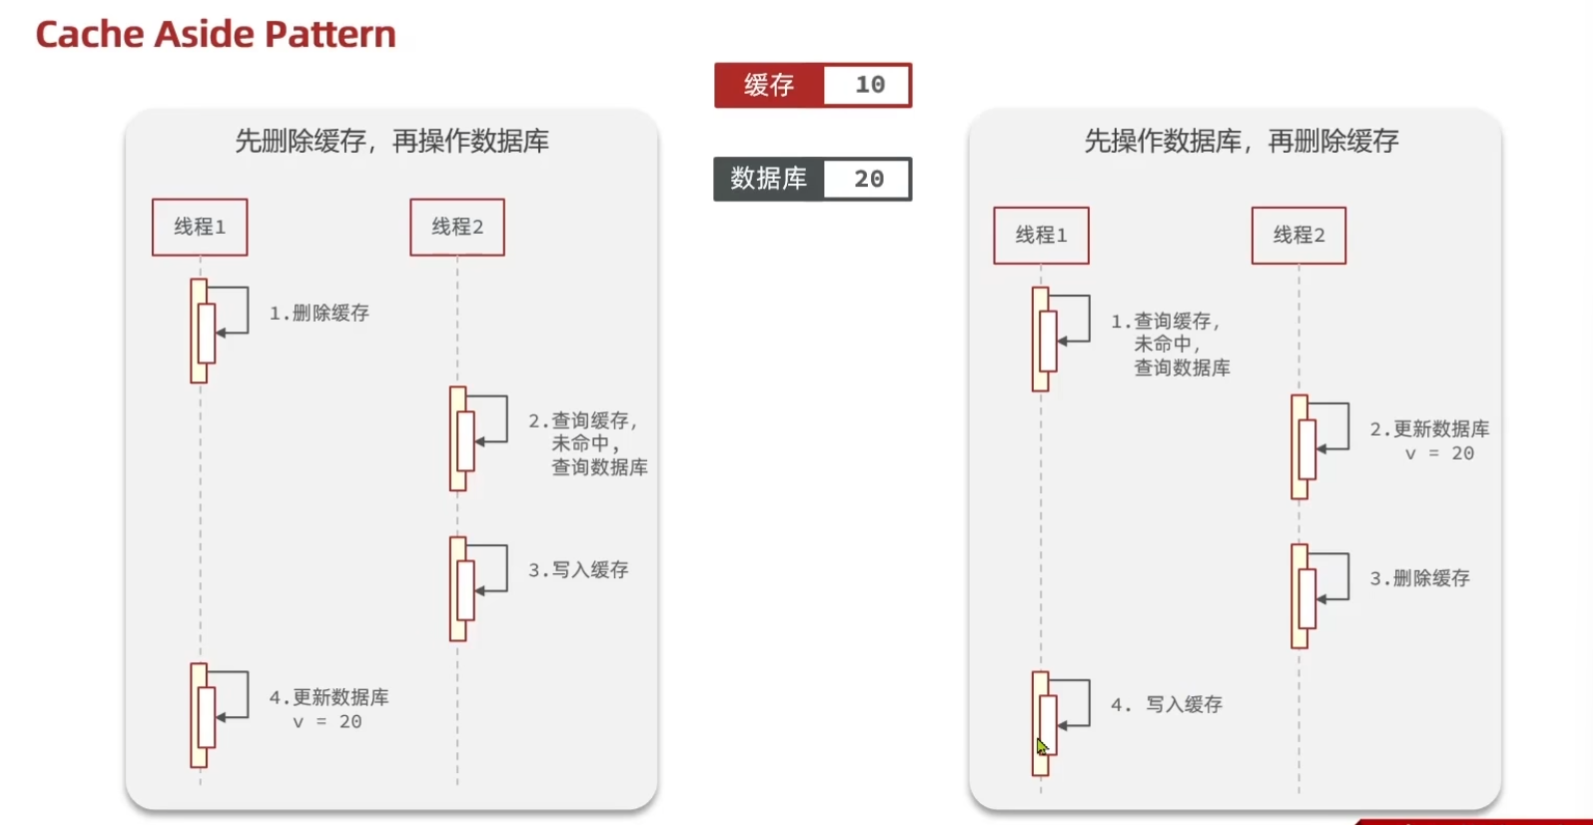 Cache Aside Pattern
缓存 10
数据库 20
先删除缓存，再操作数据库
线程1
线程2
1.删除缓存
2.查询缓存，
未命中，
查询数据库
3.写入缓存
4.更新数据库
v = 20
先操作数据库，再删除缓存
线程1
线程2
1.查询缓存，
未命中，
查询数据库
2.更新数据库
v = 20
3.删除缓存
4. 写入缓存